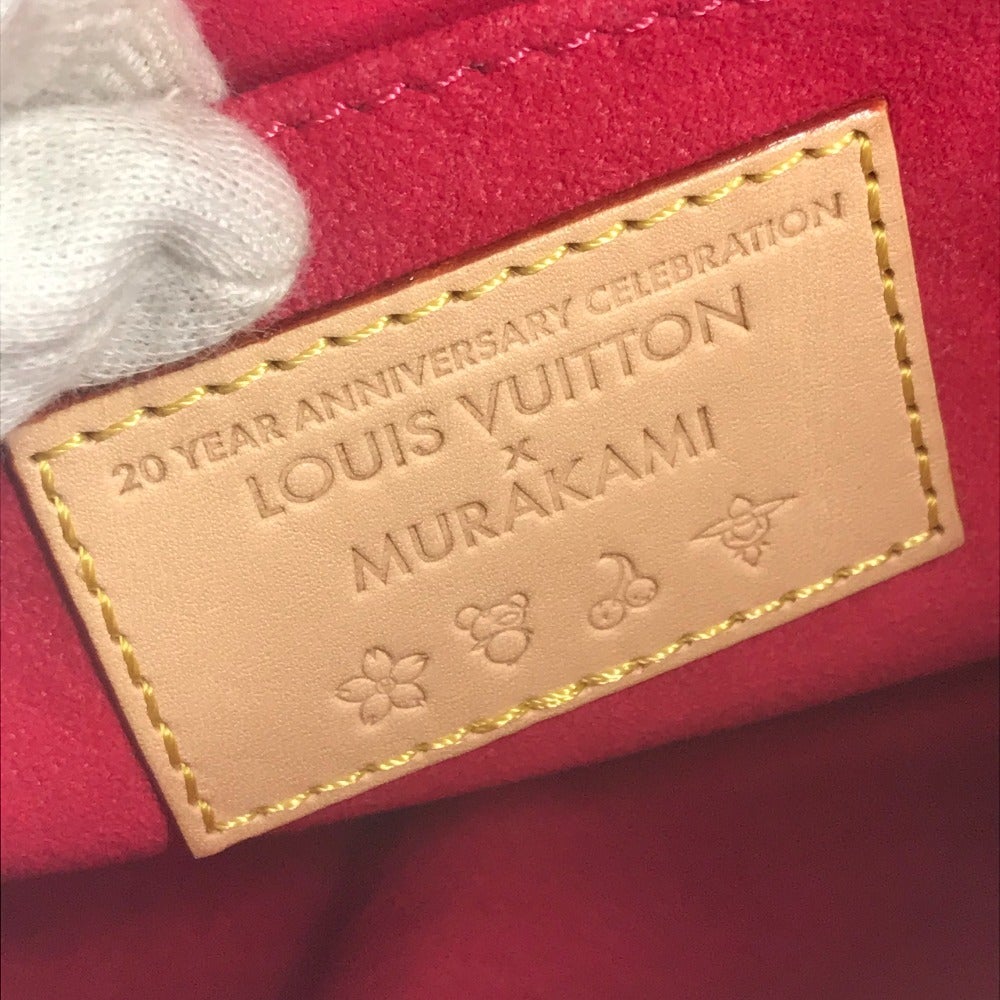 20 YEAR ANNIVERSARY CELEBRATION
LOUIS VUITTON
x
MURAKAMI